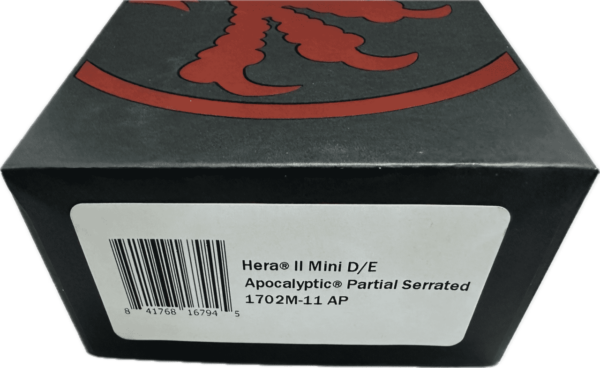 Hera® II Mini D/E
Apocalyptic® Partial Serrated
1702M-11 AP
8 41768 16794 5